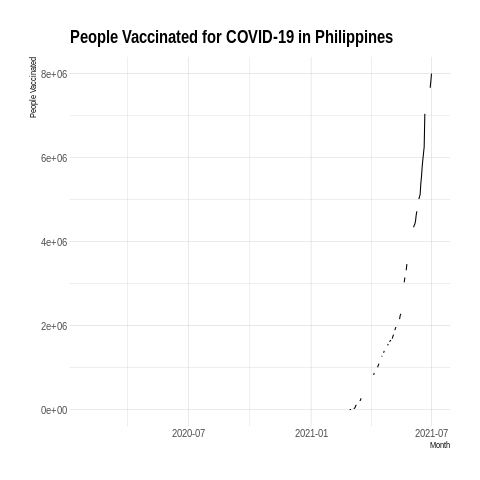 People Vaccinated for COVID-19 in Philippines
People Vaccinated
8e+06
6e+06
4e+06
2e+06
0e+00
2020-07
2021-01
2021-07
Month